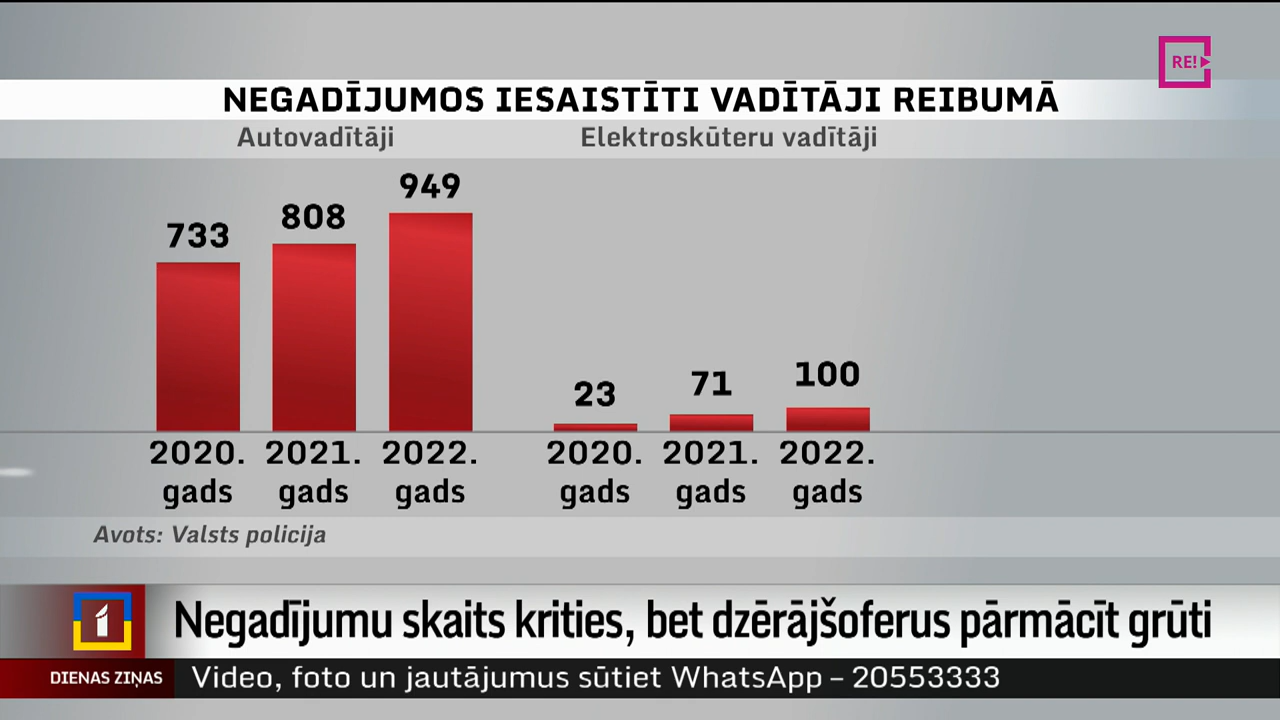 RE!
NEGADĪJUMOS IESAISTĪTI VADĪTĀJI REIBUMĀ
Autovadītāji
Elektroskūteru vadītāji
733
808
949
23
71
100
2020. gads
2021. gads
2022. gads
2020. gads
2021. gads
2022. gads
Avots: Valsts policija
1
Negadījumu skaits krities, bet dzērājšoferus pārmācīt grūti
DIENAS ZIŅAS
Video, foto un jautājumus sūtiet WhatsApp – 20553333